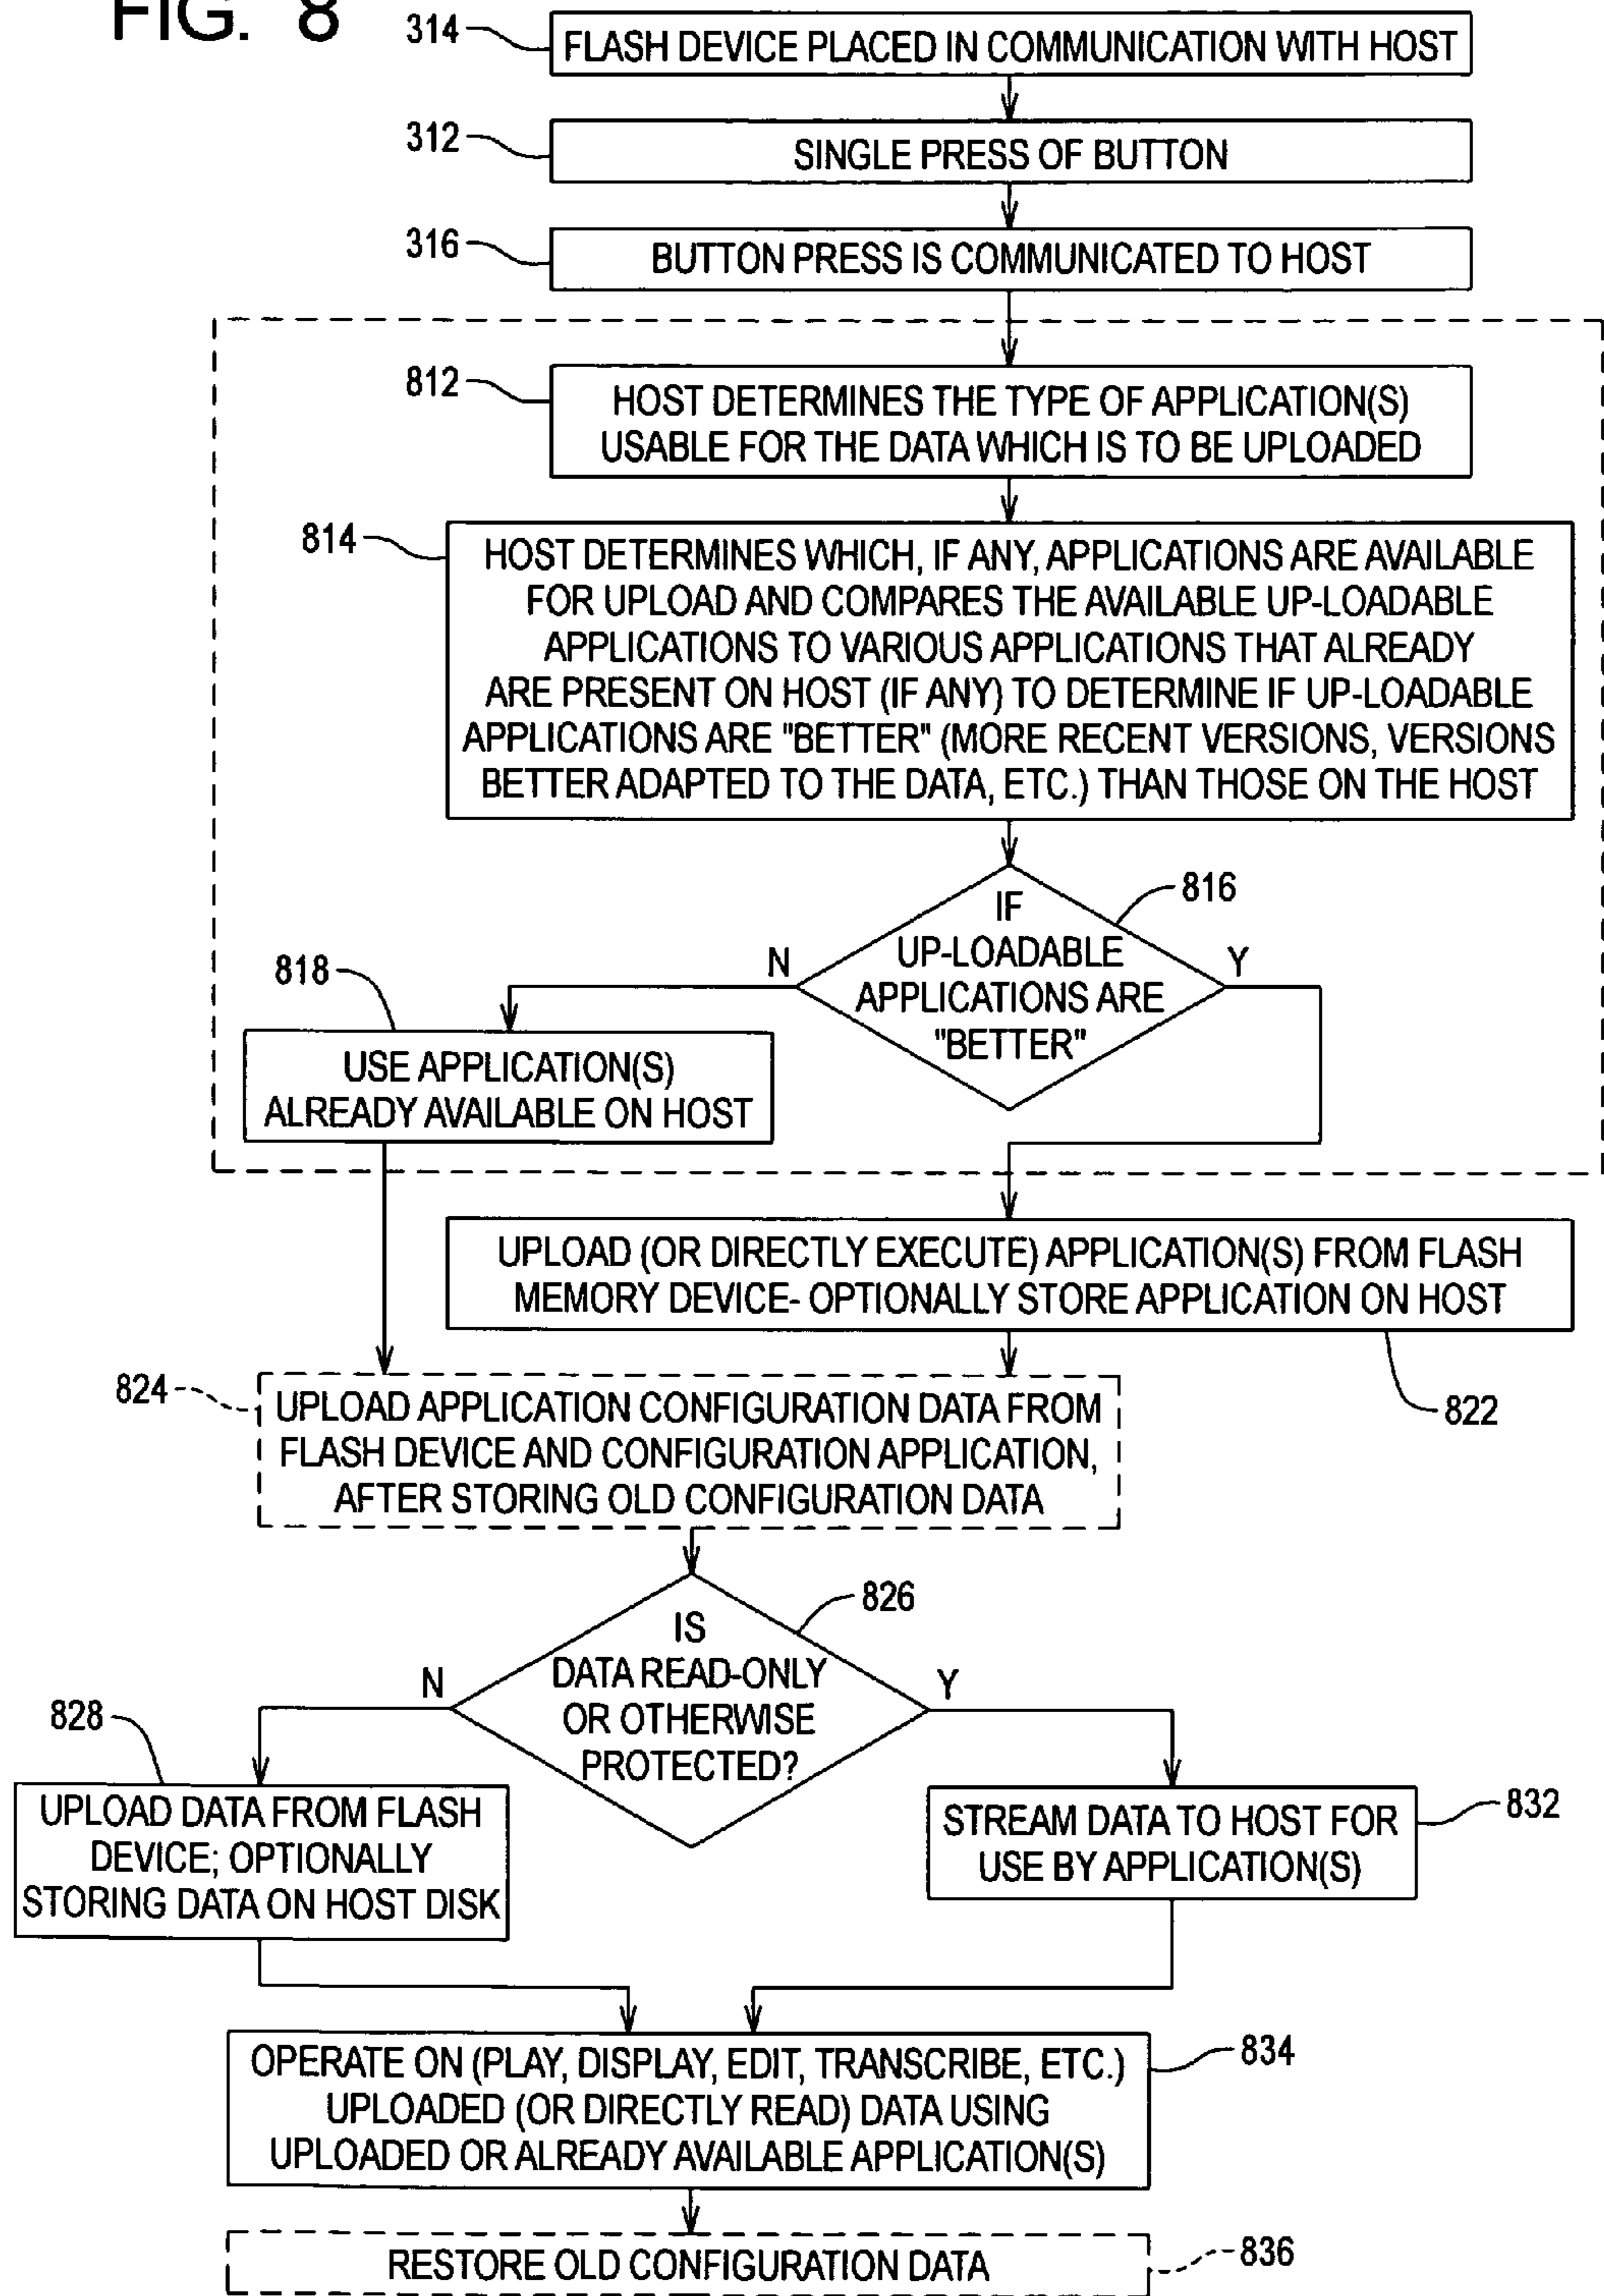 FIG. 8
314
FLASH DEVICE PLACED IN COMMUNICATION WITH HOST
312
SINGLE PRESS OF BUTTON
316
BUTTON PRESS IS COMMUNICATED TO HOST
812
HOST DETERMINES THE TYPE OF APPLICATION(S)
USABLE FOR THE DATA WHICH IS TO BE UPLOADED
814
HOST DETERMINES WHICH, IF ANY, APPLICATIONS ARE AVAILABLE
FOR UPLOAD AND COMPARES THE AVAILABLE UP-LOADABLE
APPLICATIONS TO VARIOUS APPLICATIONS THAT ALREADY
ARE PRESENT ON HOST (IF ANY) TO DETERMINE IF UP-LOADABLE
APPLICATIONS ARE "BETTER" (MORE RECENT VERSIONS, VERSIONS
BETTER ADAPTED TO THE DATA, ETC.) THAN THOSE ON THE HOST
816
IF
UP-LOADABLE
APPLICATIONS ARE
"BETTER"
N
Y
818
USE APPLICATION(S)
ALREADY AVAILABLE ON HOST
UPLOAD (OR DIRECTLY EXECUTE) APPLICATION(S) FROM FLASH
MEMORY DEVICE- OPTIONALLY STORE APPLICATION ON HOST
822
824
UPLOAD APPLICATION CONFIGURATION DATA FROM
FLASH DEVICE AND CONFIGURATION APPLICATION,
AFTER STORING OLD CONFIGURATION DATA
826
IS
DATA READ-ONLY
OR OTHERWISE
PROTECTED?
N
Y
828
UPLOAD DATA FROM FLASH
DEVICE; OPTIONALLY
STORING DATA ON HOST DISK
STREAM DATA TO HOST FOR
USE BY APPLICATION(S)
832
OPERATE ON (PLAY, DISPLAY, EDIT, TRANSCRIBE, ETC.)
UPLOADED (OR DIRECTLY READ) DATA USING
UPLOADED OR ALREADY AVAILABLE APPLICATION(S)
834
RESTORE OLD CONFIGURATION DATA
836